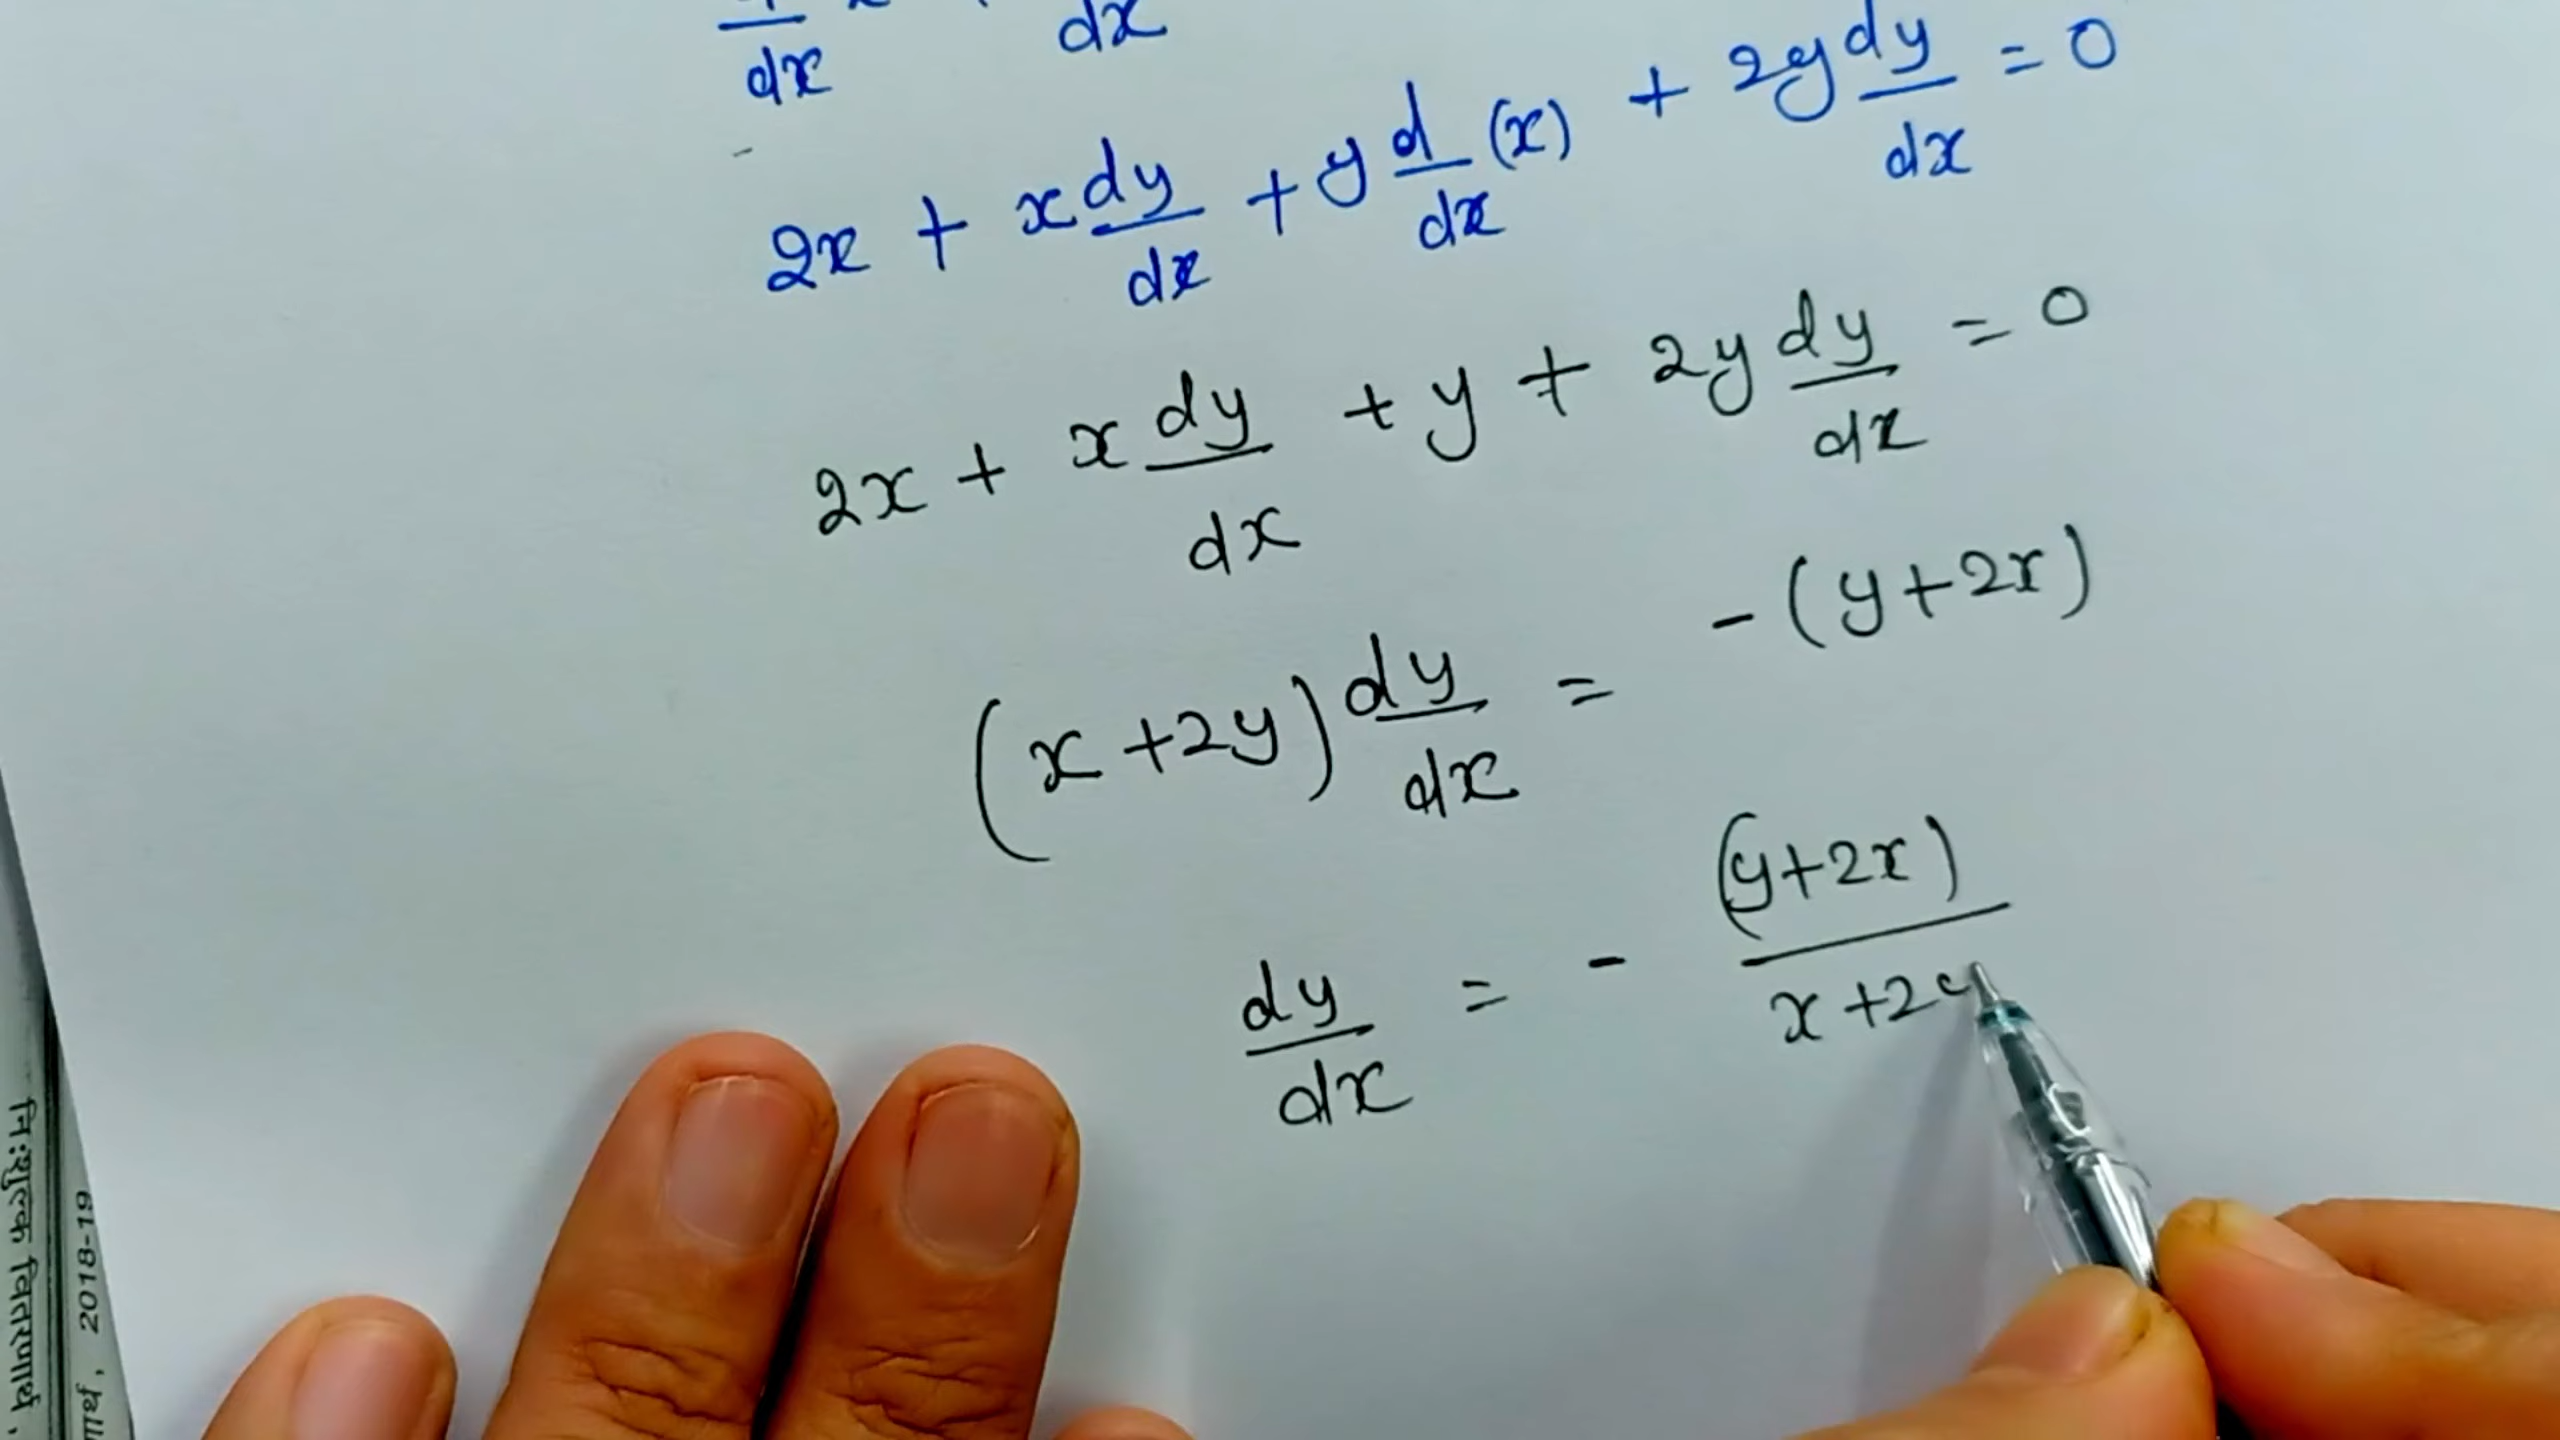 dx dx
2x + x dy/dx + y d/dx (x) + 2y dy/dx = 0
2x + x dy/dx + y + 2y dy/dx = 0
(x+2y) dy/dx = -(y+2x)
dy/dx = - (y+2x)/x+2y
नि:शुल्क वितरणार्थ,
2018-19